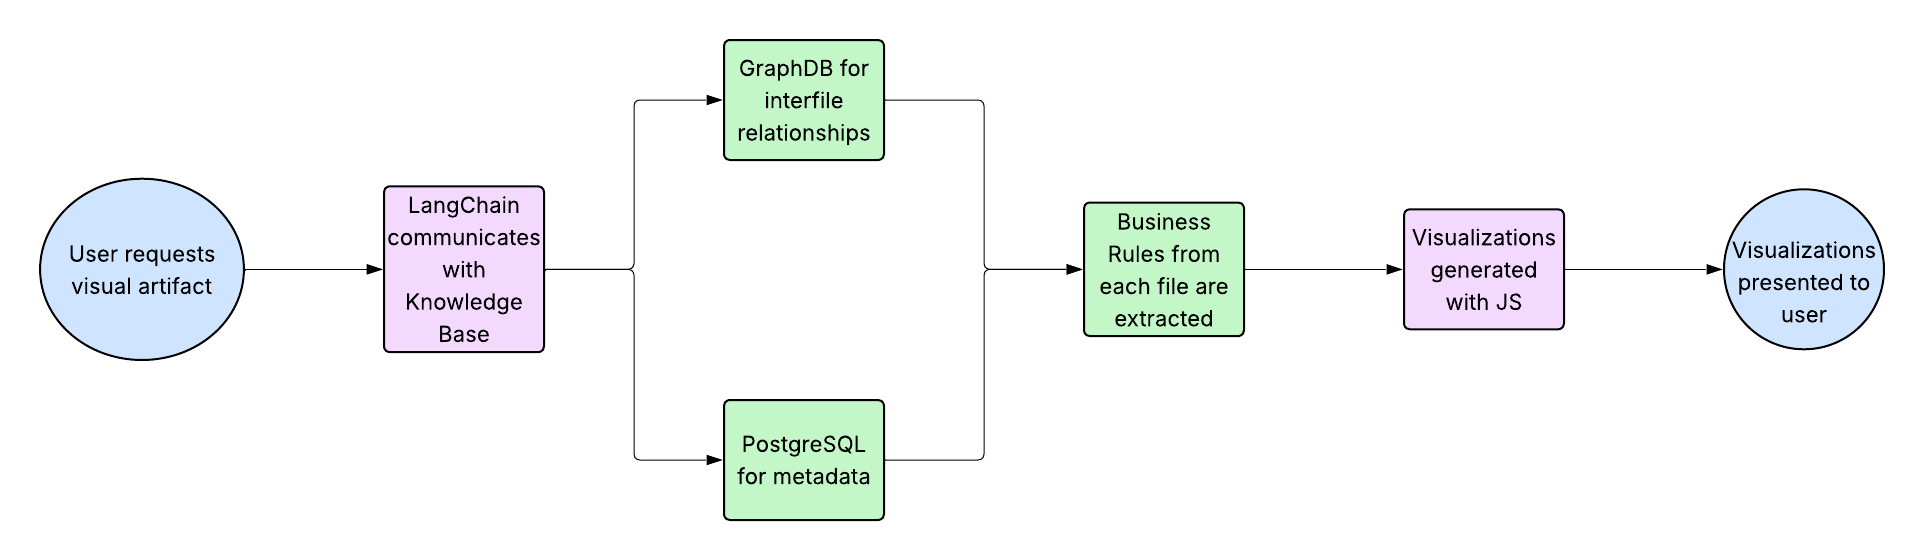 User requests
visual artifact
LangChain
communicates
with
Knowledge
Base
GraphDB for
interfile
relationships
PostgreSQL
for metadata
Business
Rules from
each file are
extracted
Visualizations
generated
with JS
Visualizations
presented to
user